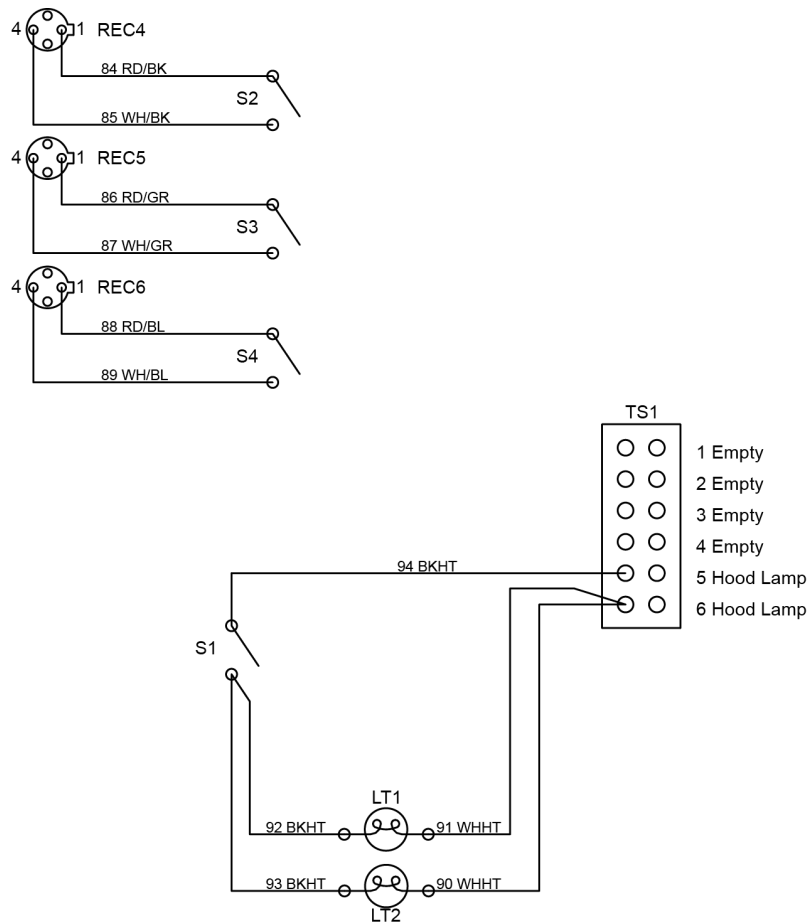 4 1 REC4
84 RD/BK
S2
85 WH/BK
4 1 REC5
86 RD/GR
S3
87 WH/GR
4 1 REC6
88 RD/BL
S4
89 WH/BL
TS1
1 Empty
2 Empty
3 Empty
4 Empty
94 BKHT
5 Hood Lamp
6 Hood Lamp
S1
LT1
92 BKHT
91 WHHT
93 BKHT
90 WHHT
LT2